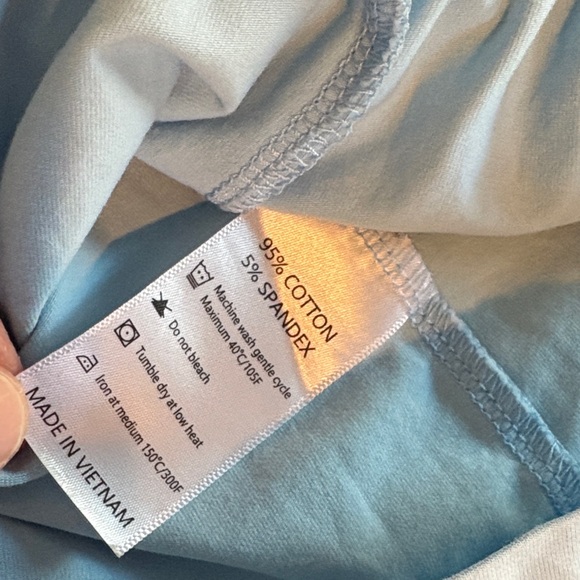 95% COTTON
5% SPANDEX
Machine wash gentle cycle
Maximum 40°C/105F
Do not bleach
Tumble dry at low heat
Iron at medium 150°C/300F
MADE IN VIETNAM